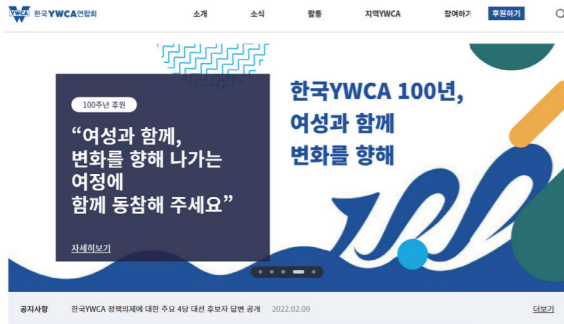 YWCA 한국YWCA연합회
소개 소식 활동 지역YWCA 참여하기 후원하기
100주년 후원
“여성과 함께,
변화를 향해 나가는
여정에
함께 동참해 주세요”
자세히보기
한국YWCA 100년,
여성과 함께
변화를 향해
공지사항 한국YWCA 정책의제에 대한 주요 4당 대선 후보자 답변 공개 2022.02.09 더보기